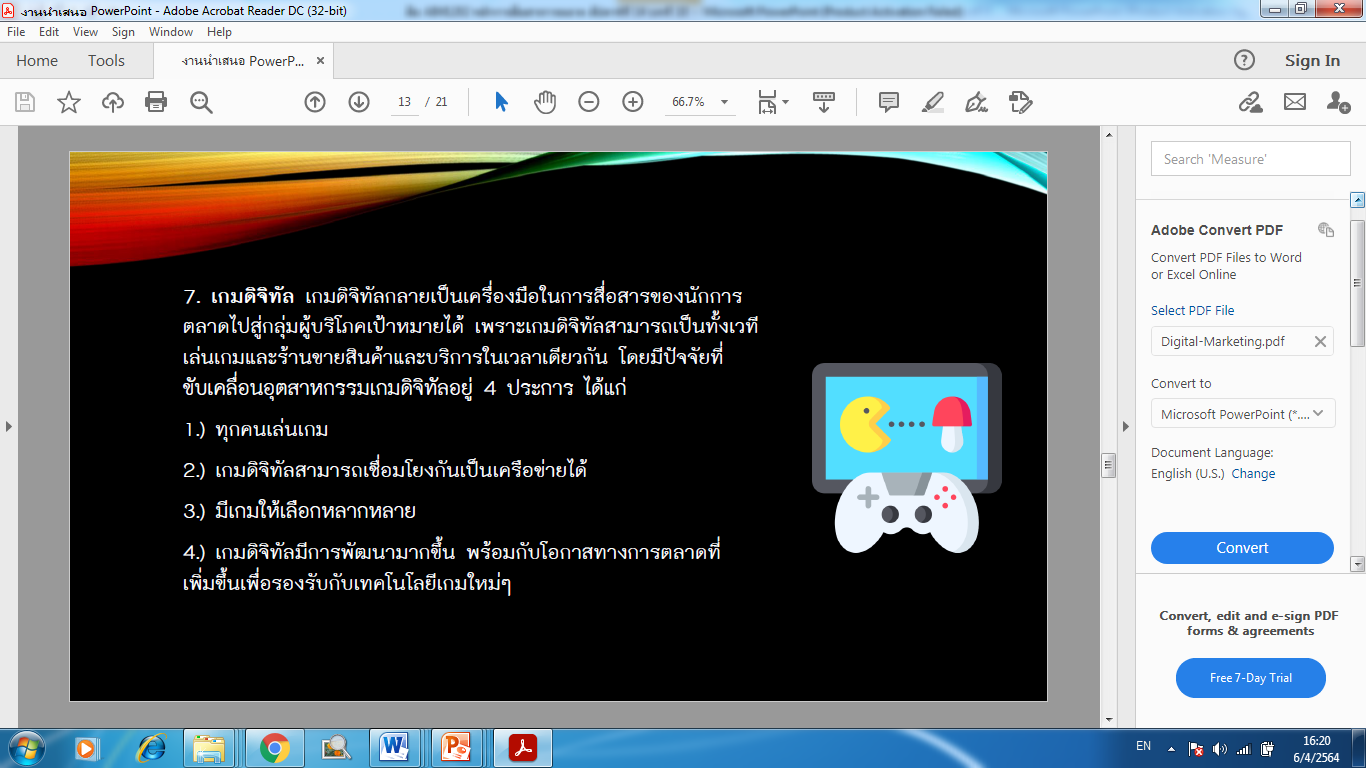 งานนำเสนอ PowerPoint - Adobe Acrobat Reader DC (32-bit)
File Edit View Sign Window Help
Home Tools งานนำเสนอ PowerP... × Sign In
13 / 21 66.7%
7. เกมดิจิทัล เกมดิจิทัลกลายเป็นเครื่องมือในการสื่อสารของนักการ
ตลาดไปสู่กลุ่มผู้บริโภคเป้าหมายได้ เพราะเกมดิจิทัลสามารถเป็นทั้งเวที
เล่นเกมและร้านขายสินค้าและบริการในเวลาเดียวกัน โดยมีปัจจัยที่
ขับเคลื่อนอุตสาหกรรมเกมดิจิทัลอยู่ 4 ประการ ได้แก่
1.) ทุกคนเล่นเกม
2.) เกมดิจิทัลสามารถเชื่อมโยงกันเป็นเครือข่ายได้
3.) มีเกมให้เลือกหลากหลาย
4.) เกมดิจิทัลมีการพัฒนามากขึ้น พร้อมกับโอกาสทางการตลาดที่
เพิ่มขึ้นเพื่อรองรับกับเทคโนโลยีเกมใหม่ๆ
Search 'Measure'
Adobe Convert PDF
Convert PDF Files to Word
or Excel Online
Select PDF File
Digital-Marketing.pdf
Convert to
Microsoft PowerPoint (*....
Document Language:
English (U.S.) Change
Convert
Convert, edit and e-sign PDF
forms & agreements
Free 7-Day Trial
EN
16:20
6/4/2564